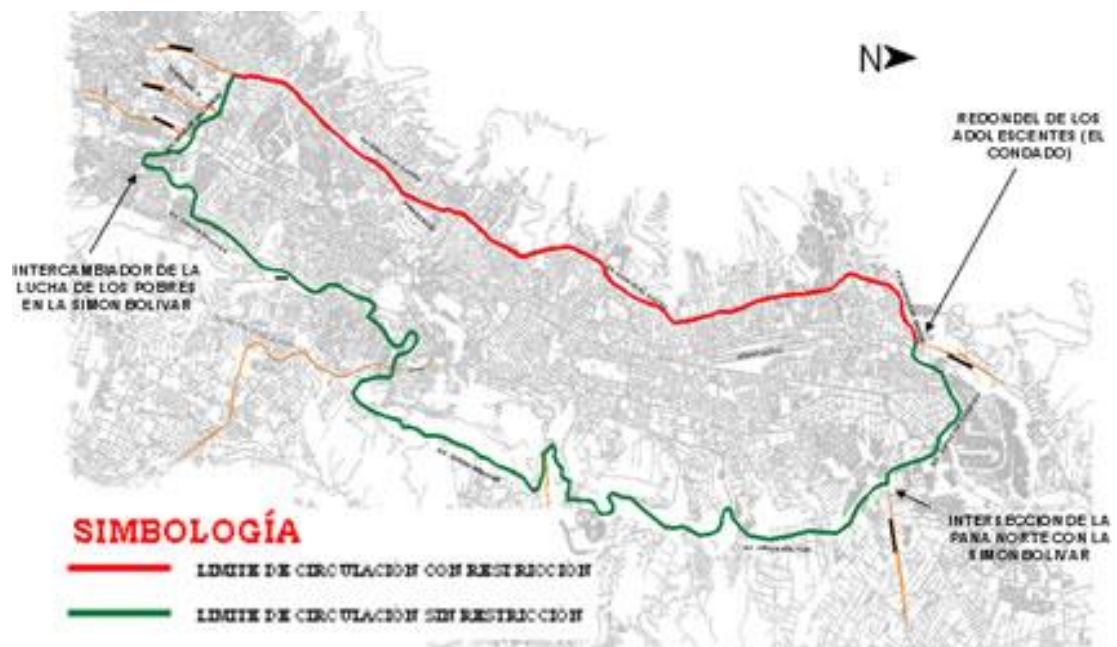 N
REDONDEL DE LOS
ADOLESCENTES (EL
CONDADO)
INTERCAMBIADOR DE LA
LUCHA DE LOS POBRES
EN LA SIMON BOLIVAR
INTERSECCION DE LA
PANA NORTE CON LA
SIMON BOLIVAR
SIMBOLOGÍA
LIMITE DE CIRCULACION CON RESTRICCION
LIMITE DE CIRCULACION SIN RESTRICCION